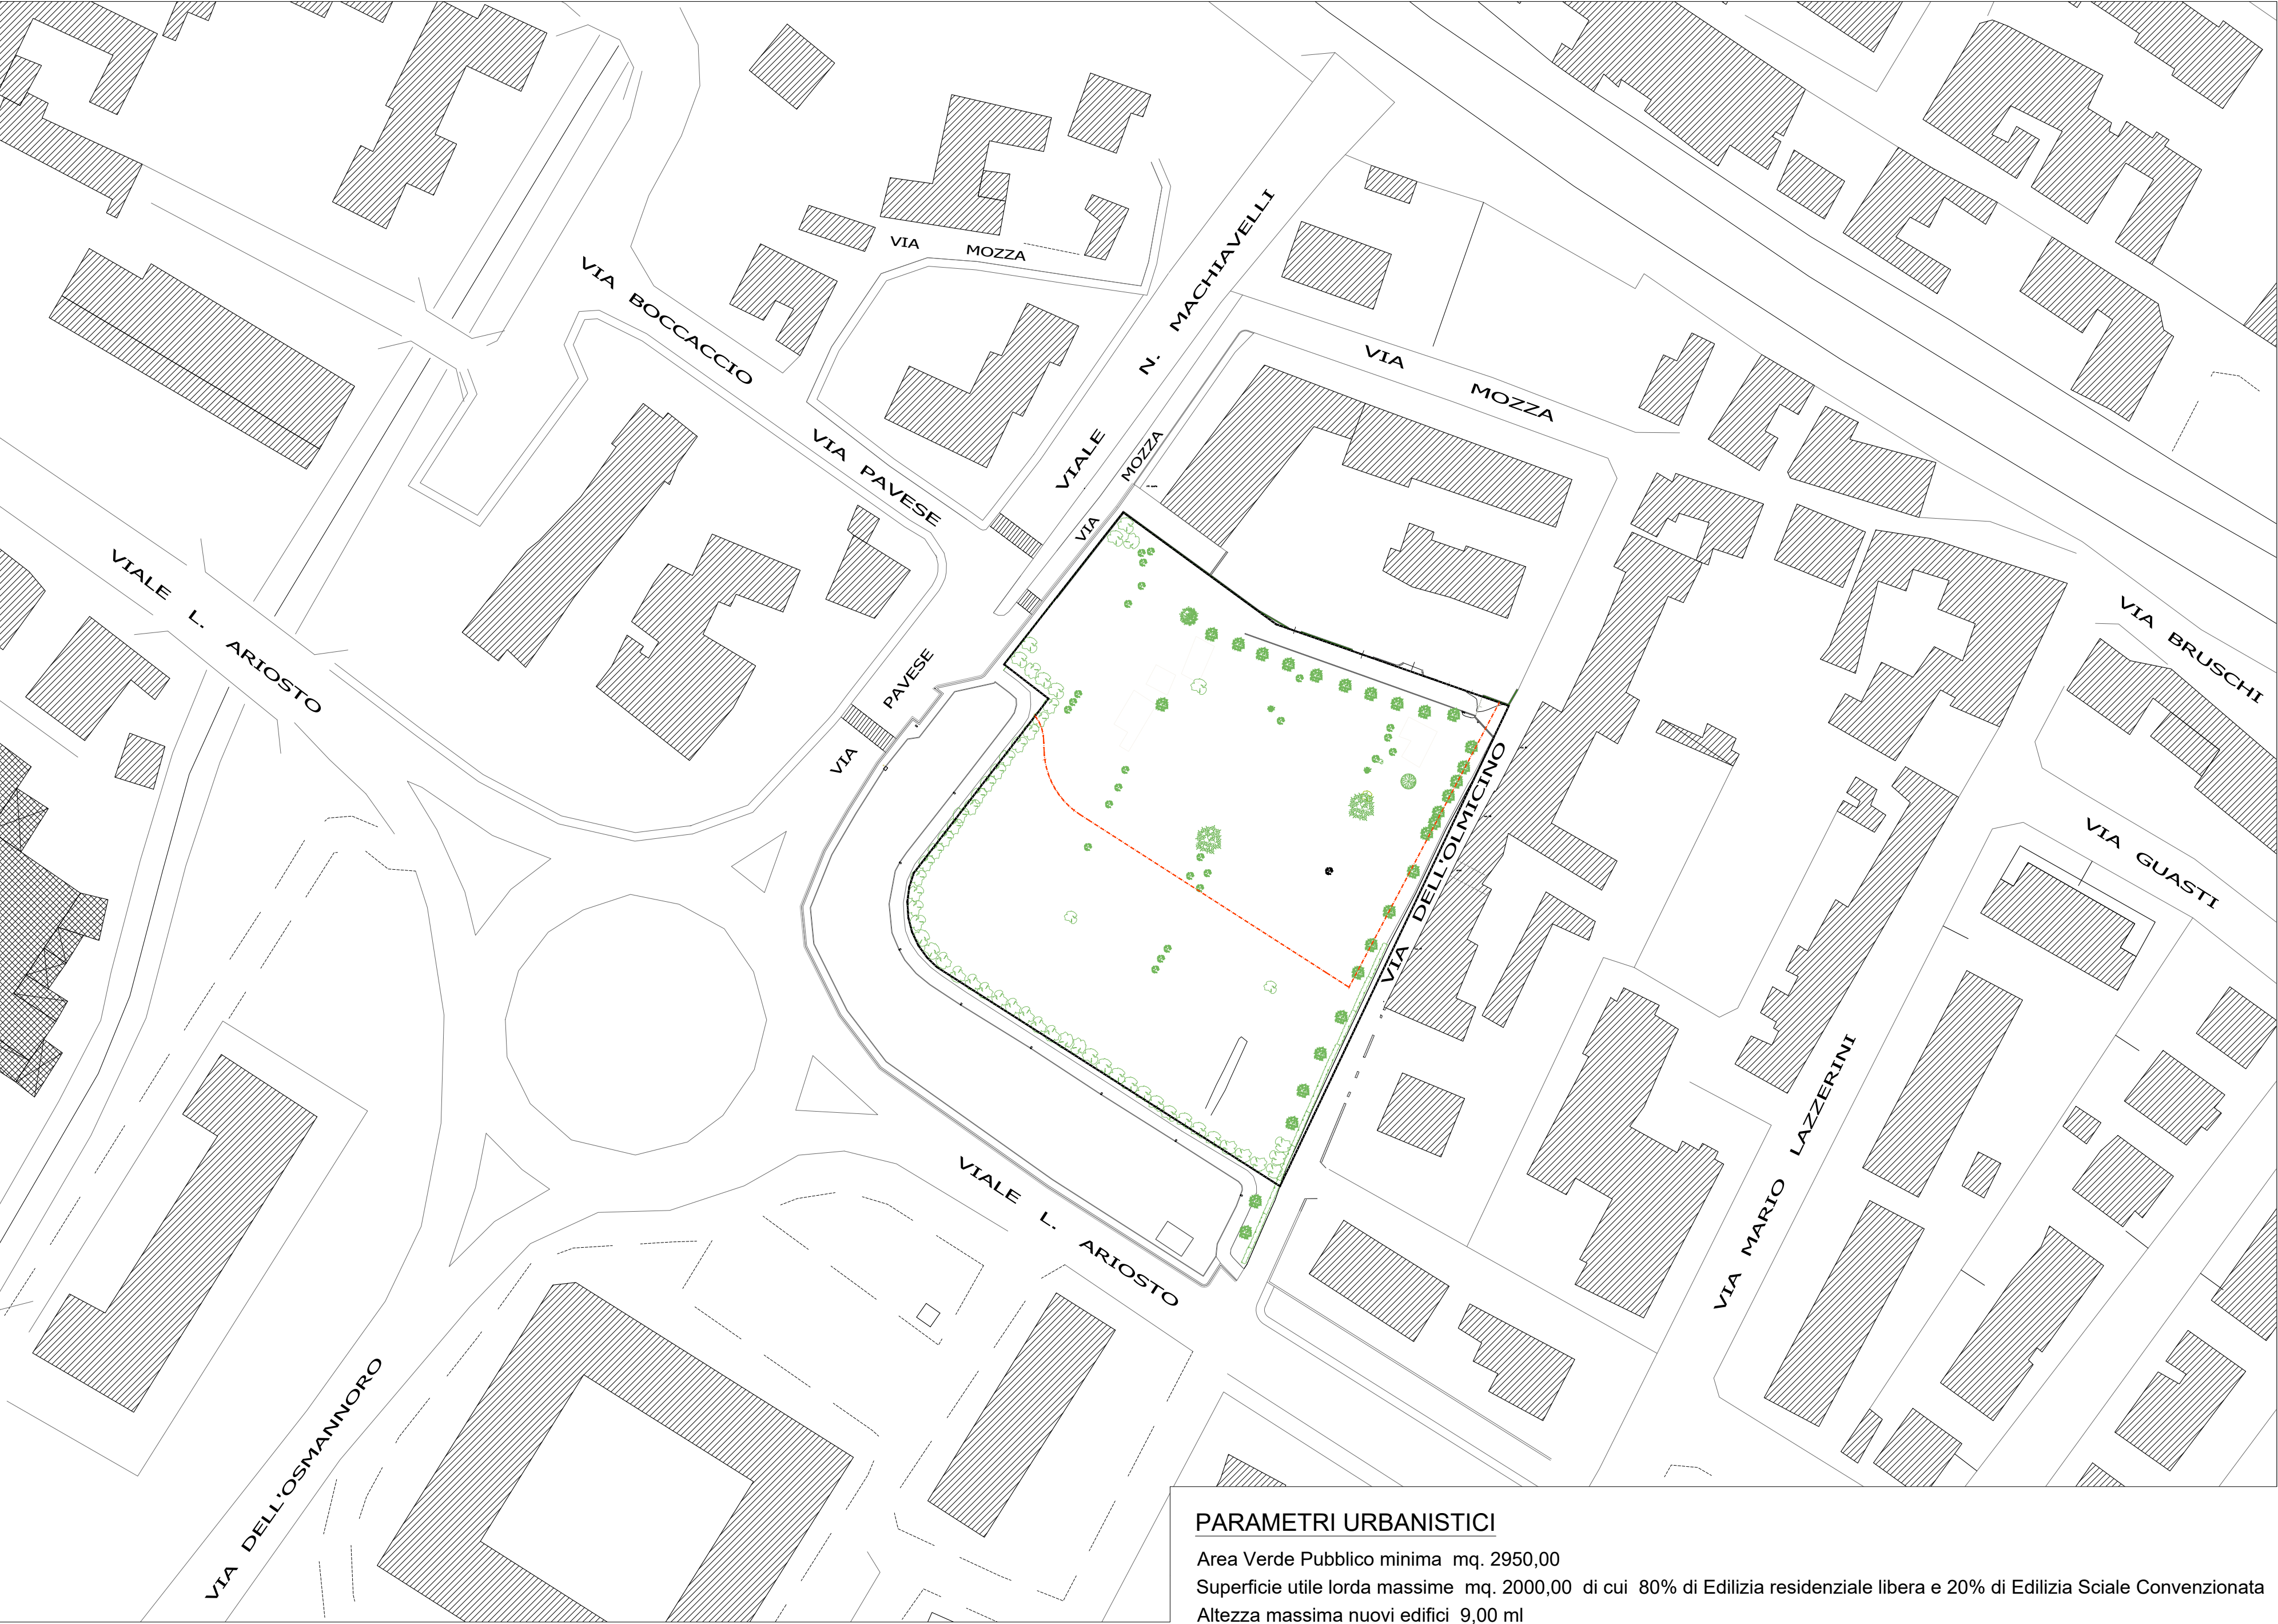 VIA MOZZA
VIALE N. MACHIAVELLI
VIA BOCCACCIO
VIA MOZZA
VIA PAVESE
VIA MOZZA
VIALE L. ARIOSTO
VIA BRUSCHI
VIA PAVESE
VIA DELL'OLMICINO
VIA GUASTI
VIA MARIO LAZZERINI
VIALE L. ARIOSTO
VIA DELL'OSMANNORO
PARAMETRI URBANISTICI
Area Verde Pubblico minima mq. 2950,00
Superficie utile lorda massime mq. 2000,00 di cui 80% di Edilizia residenziale libera e 20% di Edilizia Sciale Convenzionata
Altezza massima nuovi edifici 9,00 ml